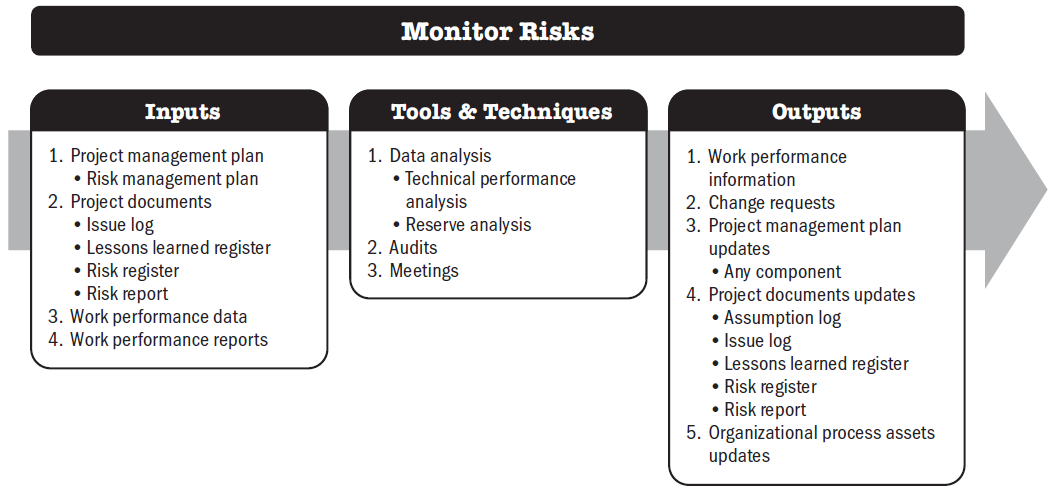 Monitor Risks
Inputs
1. Project management plan
• Risk management plan
2. Project documents
• Issue log
• Lessons learned register
• Risk register
• Risk report
3. Work performance data
4. Work performance reports
Tools & Techniques
1. Data analysis
• Technical performance
analysis
• Reserve analysis
2. Audits
3. Meetings
Outputs
1. Work performance
information
2. Change requests
3. Project management plan
updates
• Any component
4. Project documents updates
• Assumption log
• Issue log
• Lessons learned register
• Risk register
• Risk report
5. Organizational process assets
updates